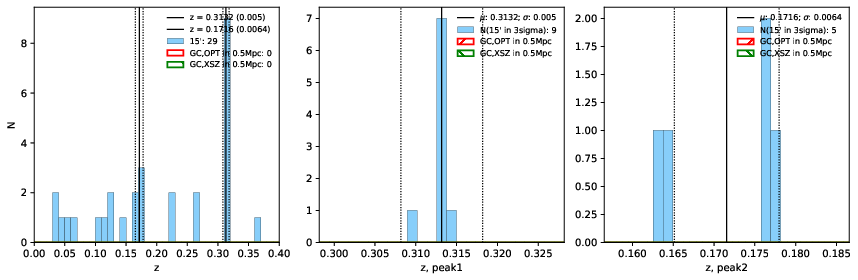 z = 0.3132 (0.005)
z = 0.1716 (0.0064)
15': 29
GC,OPT in 0.5Mpc: 0
GC,XSZ in 0.5Mpc: 0
8
6
4
2
0
N
0.00 0.05 0.10 0.15 0.20 0.25 0.30 0.35 0.40
z
μ: 0.3132; σ: 0.005
N(15' in 3sigma): 9
GC,OPT in 0.5Mpc
GC,XSZ in 0.5Mpc
7
6
5
4
3
2
1
0
0.300 0.305 0.310 0.315 0.320 0.325
z, peak1
μ: 0.1716; σ: 0.0064
N(15' in 3sigma): 5
GC,OPT in 0.5Mpc
GC,XSZ in 0.5Mpc
2.00
1.75
1.50
1.25
1.00
0.75
0.50
0.25
0.00
0.160 0.165 0.170 0.175 0.180 0.185
z, peak2